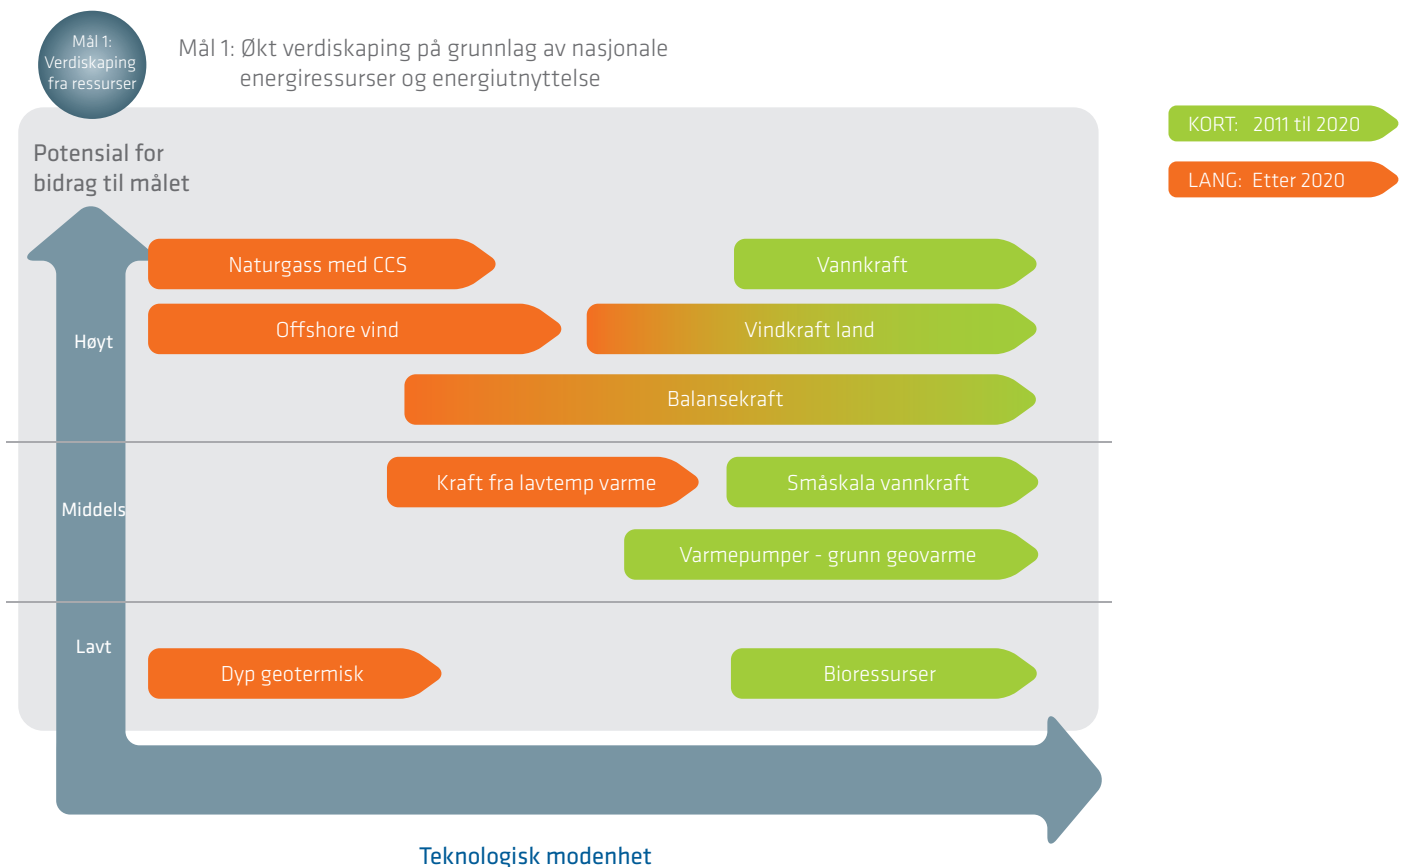 Mål 1:
Verdiskaping
fra ressurser
Mål 1: Økt verdiskaping på grunnlag av nasjonale
energiressurser og energiutnyttelse
KORT: 2011 til 2020
LANG: Etter 2020
Potensial for
bidrag til målet
Naturgass med CCS
Vannkraft
Høyt
Offshore vind
Vindkraft land
Balansekraft
Middels
Kraft fra lavtemp varme
Småskala vannkraft
Varmepumper - grunn geovarme
Lavt
Dyp geotermisk
Bioressurser
Teknologisk modenhet